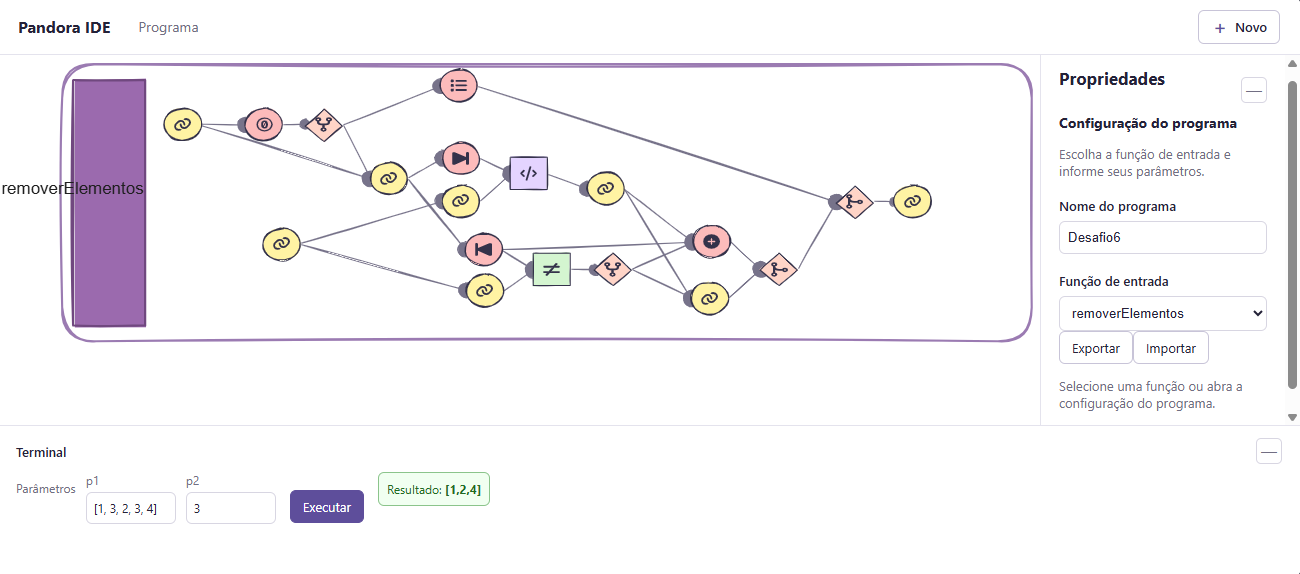 Pandora IDE
Programa
+ Novo
removerElementos
Propriedades
Configuração do programa
Escolha a função de entrada e
informe seus parâmetros.
Nome do programa
Desafio6
Função de entrada
removerElementos
Exportar
Importar
Selecione uma função ou abra a
configuração do programa.
Terminal
Parâmetros
p1
[1, 3, 2, 3, 4]
p2
3
Executar
Resultado: [1,2,4]